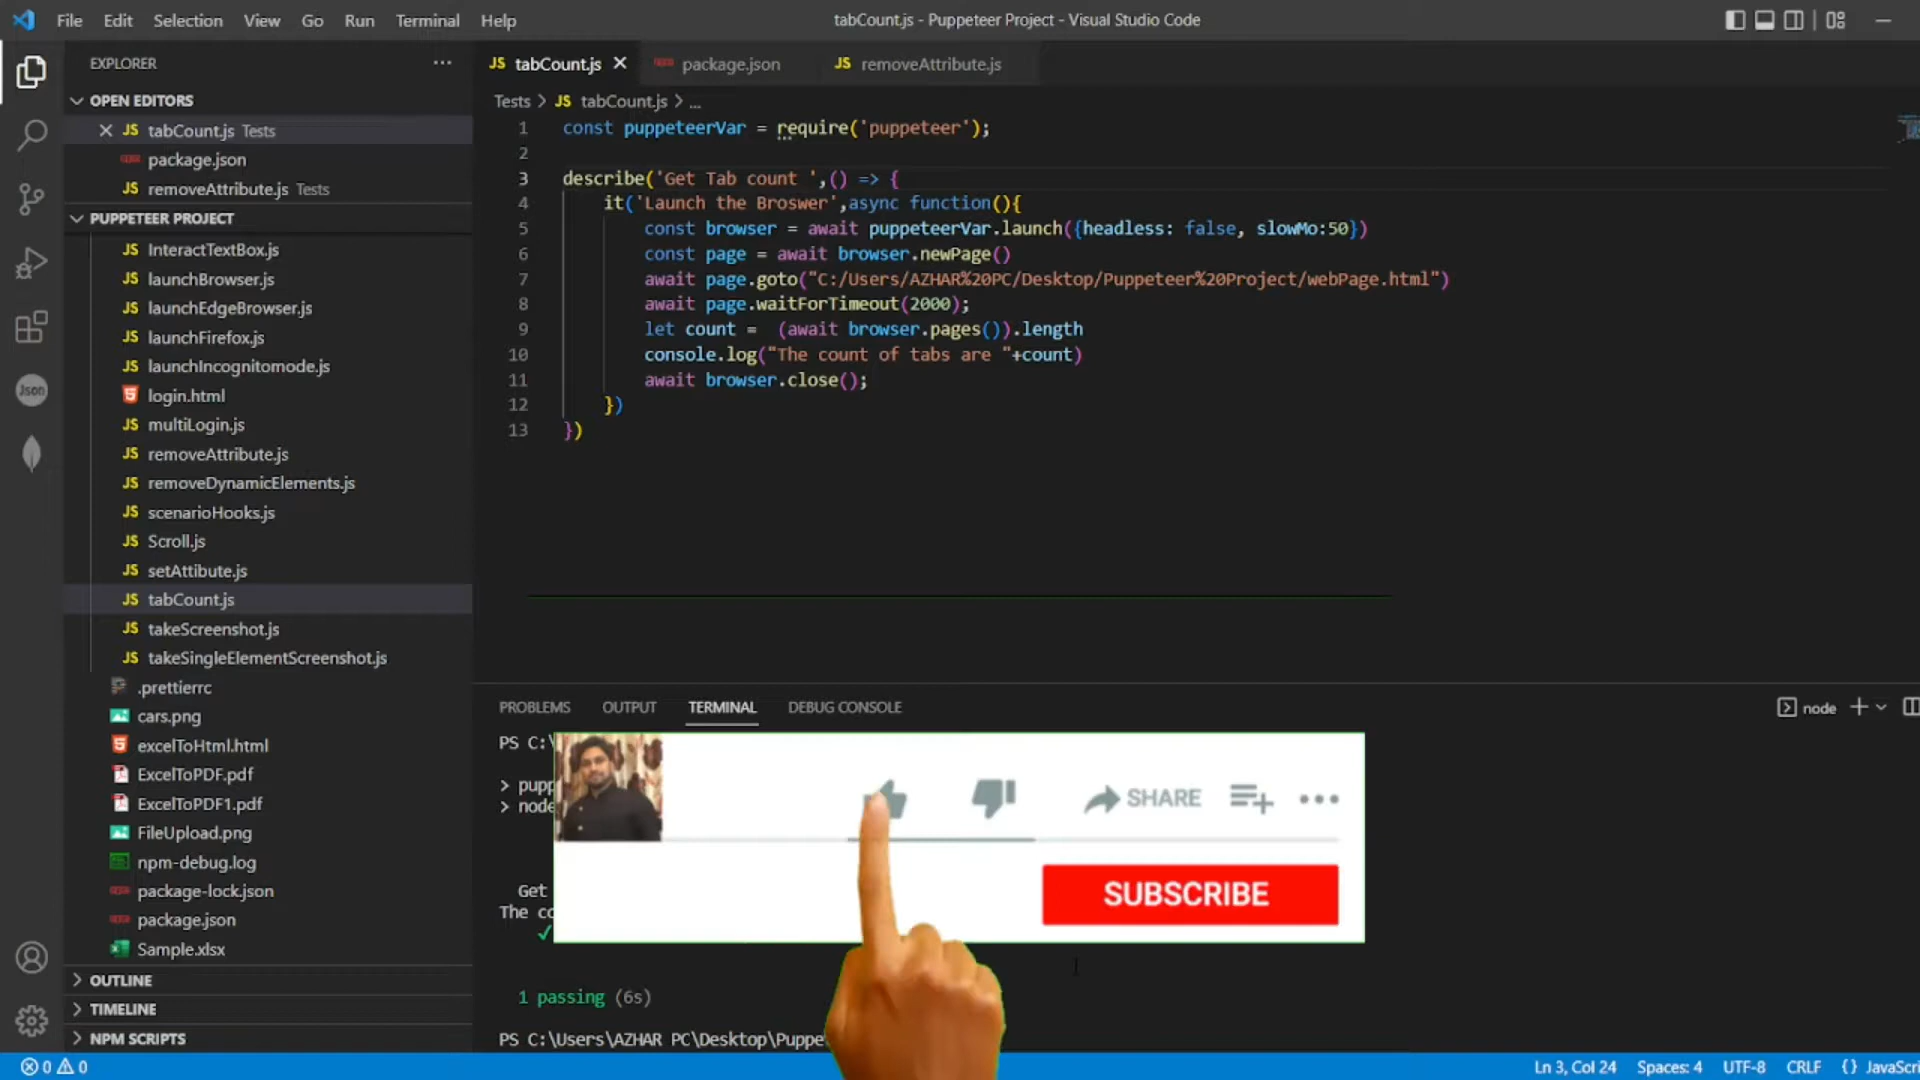 File Edit Selection View Go Run Terminal Help
tabCount.js - Puppeteer Project - Visual Studio Code
EXPLORER
OPEN EDITORS
JS tabCount.js Tests
package.json
JS removeAttribute.js Tests
PUPPETEER PROJECT
JS InteractTextBox.js
JS launchBrowser.js
JS launchEdgeBrowser.js
JS launchFirefox.js
JS launchIncognitomode.js
login.html
JS multiLogin.js
JS removeAttribute.js
JS removeDynamicElements.js
JS scenarioHooks.js
JS Scroll.js
JS setAttibute.js
JS tabCount.js
JS takeScreenshot.js
JS takeSingleElementScreenshot.js
.prettierrc
cars.png
excelToHtml.html
ExcelToPDF.pdf
ExcelToPDF1.pdf
FileUpload.png
npm-debug.log
package-lock.json
package.json
Sample.xlsx
OUTLINE
TIMELINE
NPM SCRIPTS
Json
JS tabCount.js
package.json
JS removeAttribute.js
Tests > JS tabCount.js > ...
1 const puppeteerVar = require('puppeteer');
2
3 describe('Get Tab count ',() => {
4 it('Launch the Broswer',async function(){
5 const browser = await puppeteerVar.launch({headless: false, slowMo:50})
6 const page = await browser.newPage()
7 await page.goto("C:/Users/AZHAR%20PC/Desktop/Puppeteer%20Project/webPage.html")
8 await page.waitForTimeout(2000);
9 let count =  (await browser.pages()).length
10 console.log("The count of tabs are "+count)
11 await browser.close();
12 })
13 })
PROBLEMS OUTPUT TERMINAL DEBUG CONSOLE
node
PS C:\
> pupp
> node
Get
The co
✓
SHARE
SUBSCRIBE
1 passing (6s)
PS C:\Users\AZHAR PC\Desktop\Puppe
0 0
Ln 3, Col 24 Spaces: 4 UTF-8 CRLF {} JavaScri